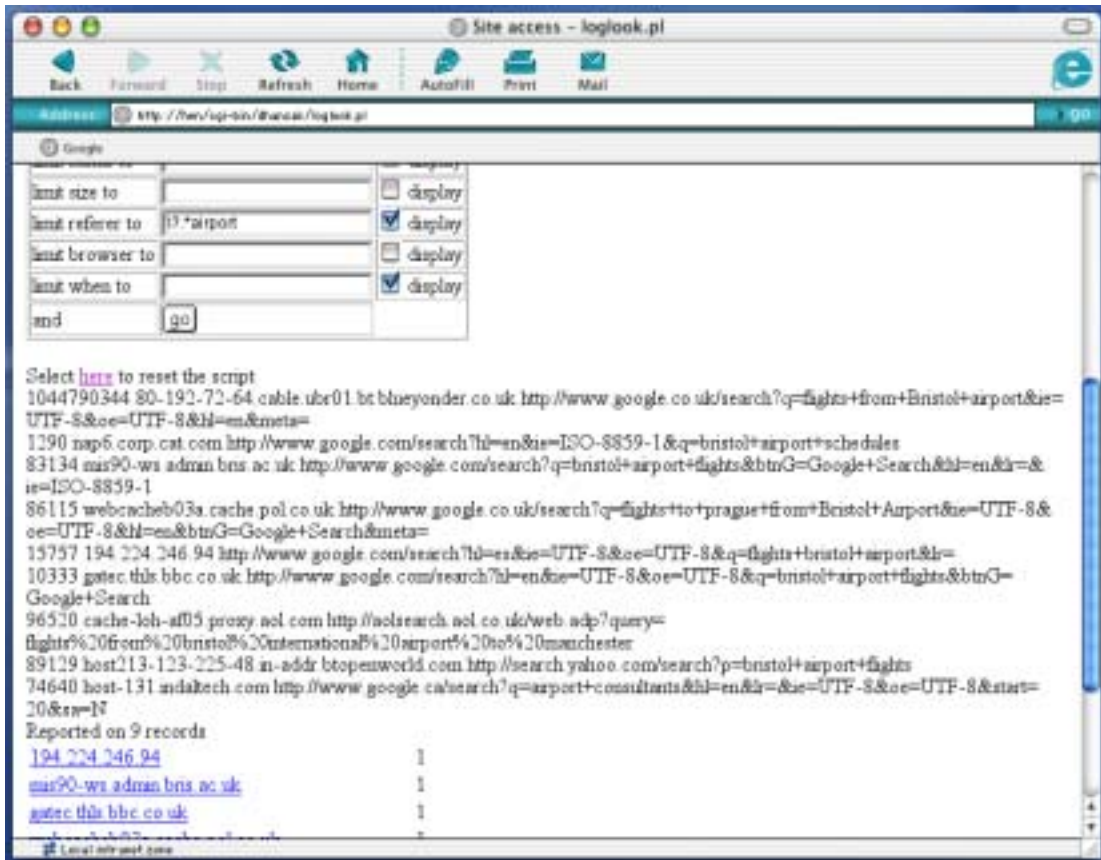 Site access - loglook.pl
Back Forward Stop Refresh Home AutoFill Print Mail
Address http://hen/cgi-bin/ go
Google
display
limit size to display
limit referer to airport display
limit browser to display
limit when to display
and go
Select here to reset the script
1044790344 80-192-72-64.cable.ubr01.bt.blueyonder.co.uk http://www.google.co.uk/search?q=flights+from+Bristol+airport&ie=
UTF-8&oe=UTF-8&hl=en&meta=
1290 nap6.corp.cat.com http://www.google.com/search?hl=en&ie=ISO-8859-1&q=bristol+airport+schedules
83134 mis90-ws.admin.bris.ac.uk http://www.google.com/search?q=bristol+airport+flights&btnG=Google+Search&hl=en&lr=&
ie=ISO-8859-1
86115 webcacheb03a.cache.pol.co.uk http://www.google.co.uk/search?q=flights+to+prague+from+Bristol+Airport&ie=UTF-8&
oe=UTF-8&hl=en&btnG=Google+Search&meta=
15757 194.224.246.94 http://www.google.com/search?hl=es&ie=UTF-8&oe=UTF-8&q=flights+bristol+airport&lr=
10333 gatec.thls.bbc.co.uk http://www.google.com/search?hl=en&ie=UTF-8&oe=UTF-8&q=bristol+airport+flights&btnG=
Google+Search
96520 cache-loh-af05.proxy.aol.com http://aolsearch.aol.co.uk/web.adp?query=
flights%20from%20bristol%20international%20airport%20to%20manchester
89129 host213-123-225-48.in-addr.btopenworld.com http://search.yahoo.com/search?p=bristol+airport+flights
74640 host-131.indaltech.com http://www.google.ca/search?q=airport+consultants&hl=en&lr=&ie=UTF-8&oe=UTF-8&start=
20&sa=N
Reported on 9 records
194.224.246.94 1
mis90-ws.admin.bris.ac.uk 1
gatec.thls.bbc.co.uk 1
Local intranet zone